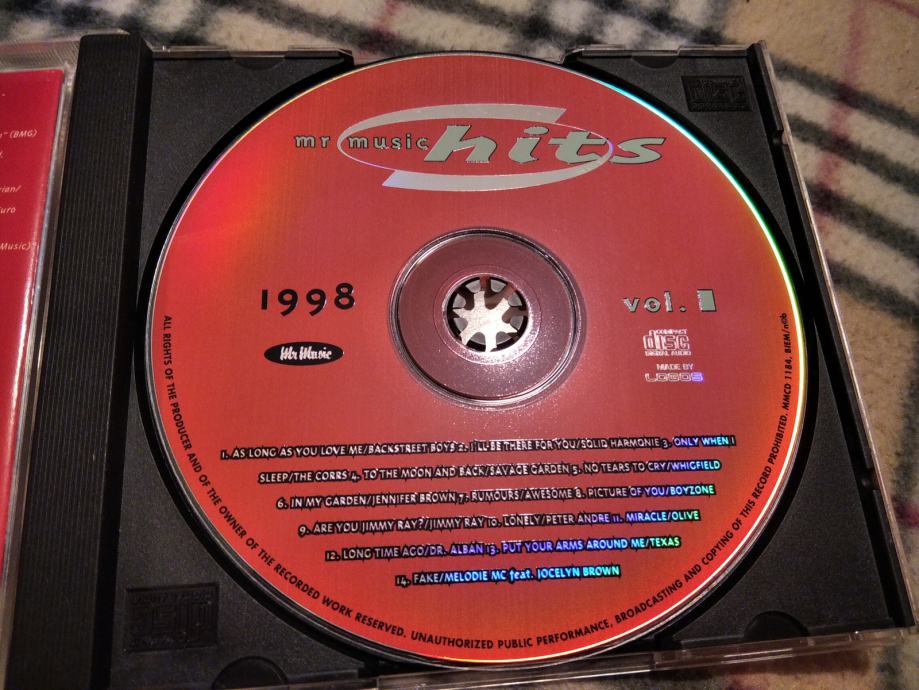 " (BMG)
Music)"
mr music hits
1998
vol. 1
Mr Music
COMPACT
disc
DIGITAL AUDIO
MADE BY
LOGOS
1. AS LONG AS YOU LOVE ME/BACKSTREET BOYS 2. I'LL BE THERE FOR YOU/SOLID HARMONIE 3. ONLY WHEN I
SLEEP/THE CORRS 4. TO THE MOON AND BACK/SAVAGE GARDEN 5. NO TEARS TO CRY/WHIGFIELD
6. IN MY GARDEN/JENNIFER BROWN 7. RUMOURS/AWESOME 8. PICTURE OF YOU/BOYZONE
9. ARE YOU JIMMY RAY?/JIMMY RAY 10. LONELY/PETER ANDRE 11. MIRACLE/OLIVE
12. LONG TIME AGO/DR. ALBAN 13. PUT YOUR ARMS AROUND ME/TEXAS
14. FAKE/MELODIE MC feat. JOCELYN BROWN
ALL RIGHTS OF THE PRODUCER AND OF THE OWNER OF THE RECORDED WORK RESERVED. UNAUTHORIZED PUBLIC PERFORMANCE, BROADCASTING AND COPYING OF THIS RECORD PROHIBITED. MMCD 1184, BIEM/n©b